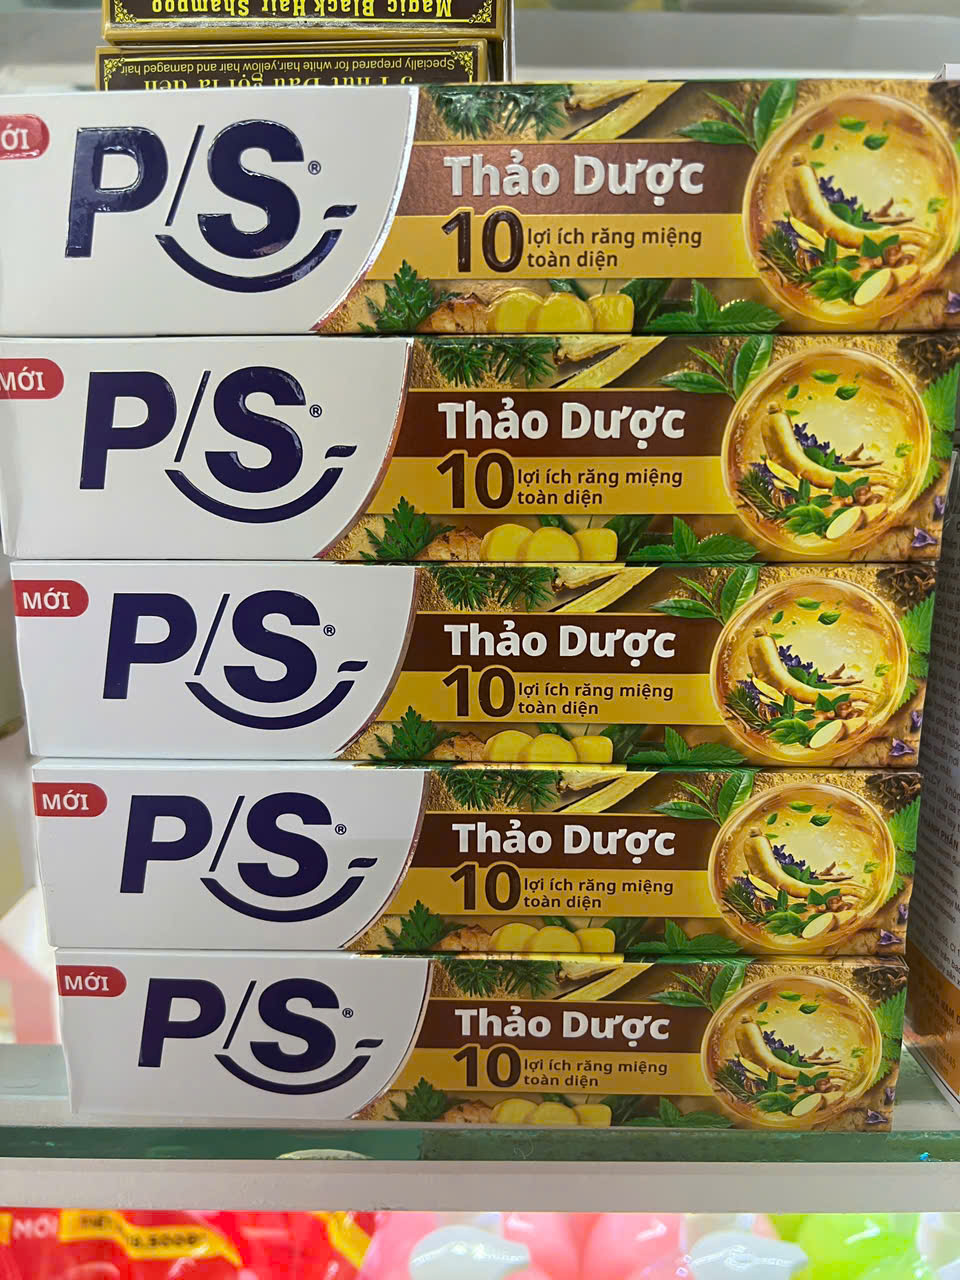 Magic Black Hair Shampoo
Specially prepared for white hair,yellow hair and damaged hair
MỚI
P/S®
Thảo Dược
10 lợi ích răng miệng
toàn diện
MỚI
P/S®
Thảo Dược
10 lợi ích răng miệng
toàn diện
MỚI
P/S®
Thảo Dược
10 lợi ích răng miệng
toàn diện
MỚI
P/S®
Thảo Dược
10 lợi ích răng miệng
toàn diện
MỚI
P/S®
Thảo Dược
10 lợi ích răng miệng
toàn diện
MỚI